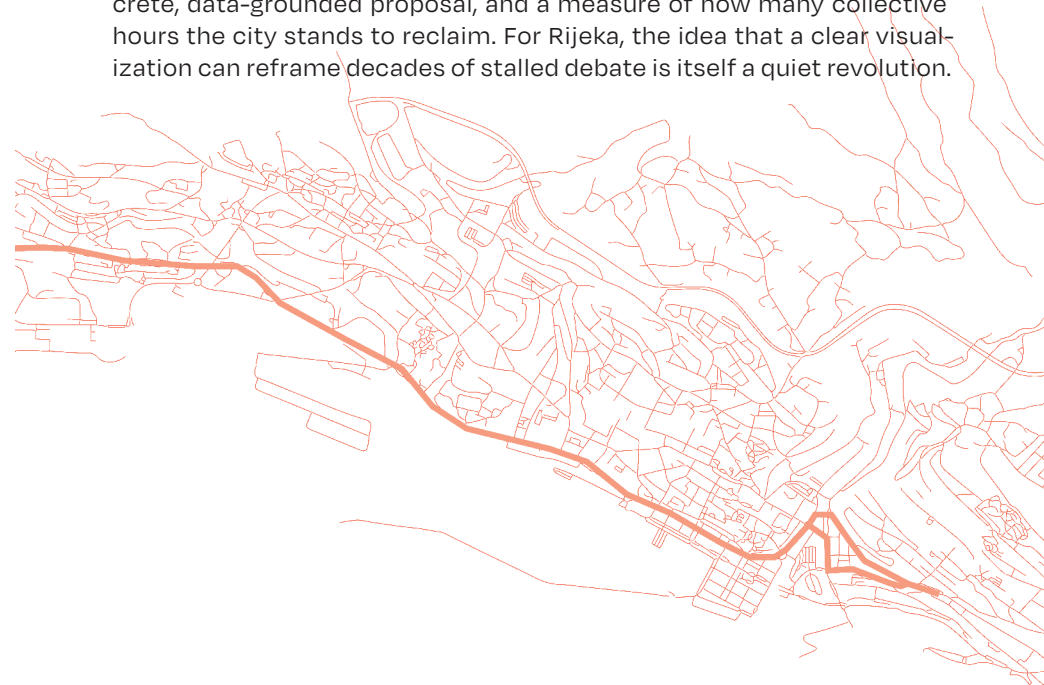 crete, data-grounded proposal, and a measure of how many collective
hours the city stands to reclaim. For Rijeka, the idea that a clear visual-
ization can reframe decades of stalled debate is itself a quiet revolution.